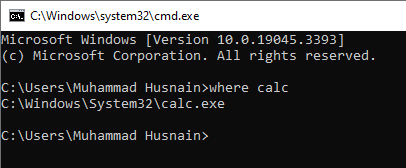 C:\Windows\system32\cmd.exe
Microsoft Windows [Version 10.0.19045.3393]
(c) Microsoft Corporation. All rights reserved.
C:\Users\Muhammad Husnain>where calc
C:\Windows\System32\calc.exe
C:\Users\Muhammad Husnain>